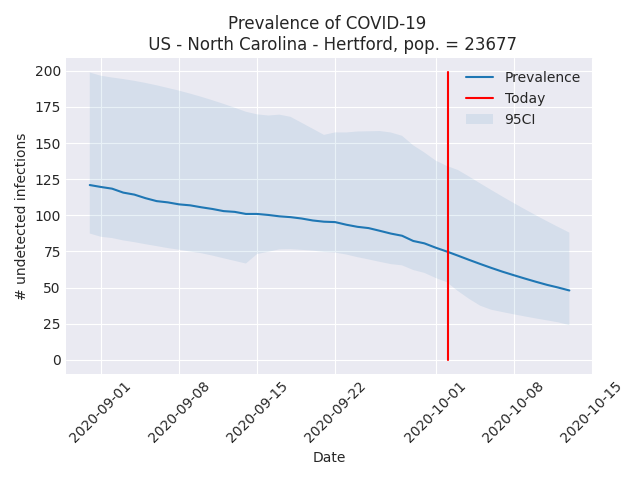 Prevalence of COVID-19
US - North Carolina - Hertford, pop. = 23677
200
175
150
125
100
75
50
25
0
# undetected infections
Prevalence
Today
95CI
2020-09-01
2020-09-08
2020-09-15
2020-09-22
2020-10-01
2020-10-08
2020-10-15
Date